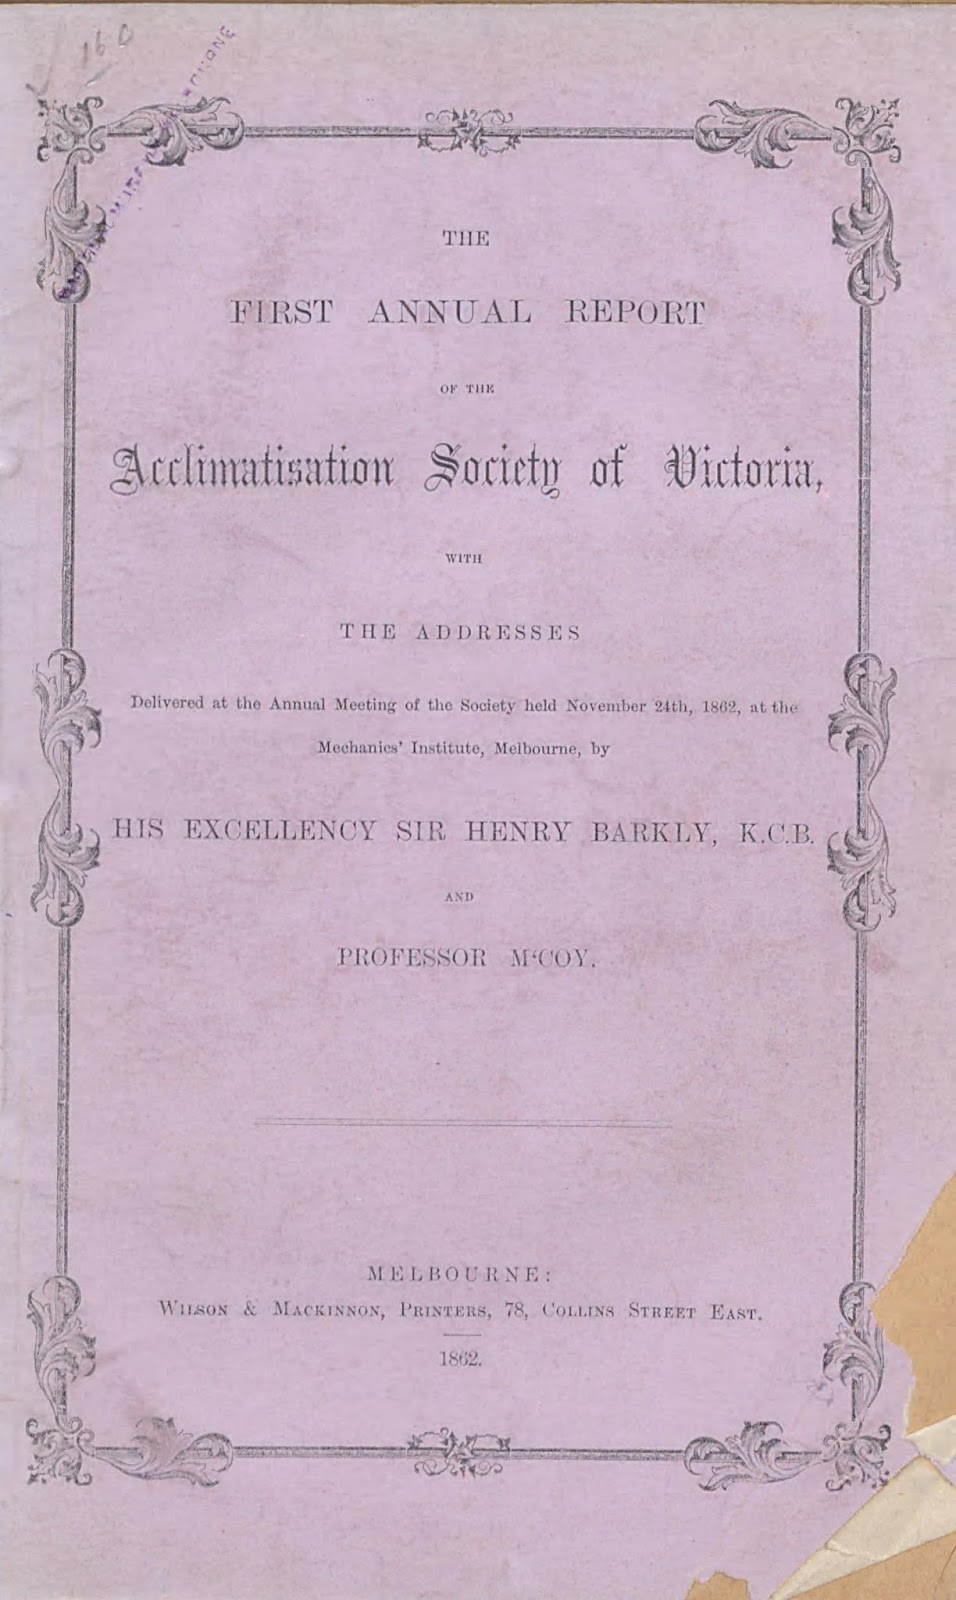 160
THE
FIRST ANNUAL REPORT
OF THE
Acclimatisation Society of Victoria,
WITH
THE ADDRESSES
Delivered at the Annual Meeting of the Society held November 24th, 1862, at the
Mechanics' Institute, Melbourne, by
HIS EXCELLENCY SIR HENRY BARKLY, K.C.B.
AND
PROFESSOR M‘COY.
MELBOURNE:
WILSON & MACKINNON, PRINTERS, 78, COLLINS STREET EAST.
1862.